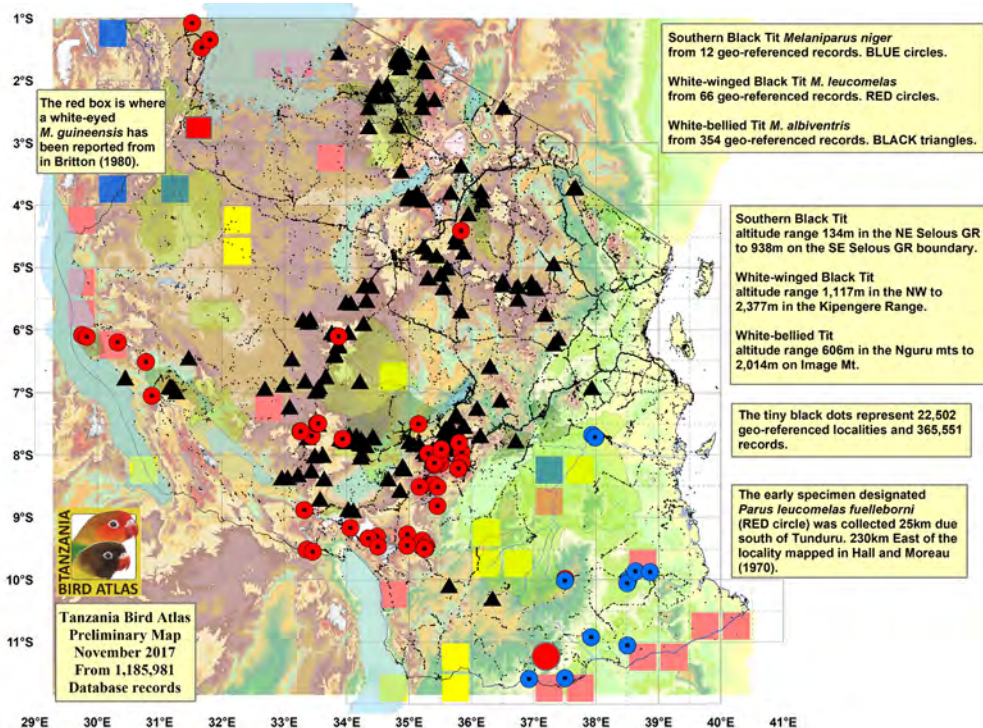 1°S
2°S
3°S
4°S
5°S
6°S
7°S
8°S
9°S
10°S
11°S
29°E 30°E 31°E 32°E 33°E 34°E 35°E 36°E 37°E 38°E 39°E 40°E 41°E
The red box is where
a white-eyed
M. guineensis has
been reported from
in Britton (1980).
Southern Black Tit Melaniparus niger
from 12 geo-referenced records. BLUE circles.
White-winged Black Tit M. leucomelas
from 66 geo-referenced records. RED circles.
White-bellied Tit M. albiventris
from 354 geo-referenced records. BLACK triangles.
Southern Black Tit
altitude range 134m in the NE Selous GR
to 938m on the SE Selous GR boundary.
White-winged Black Tit
altitude range 1,117m in the NW to
2,377m in the Kipengere Range.
White-bellied Tit
altitude range 606m in the Nguru mts to
2,014m on Image Mt.
The tiny black dots represent 22,502
geo-referenced localities and 365,551
records.
The early specimen designated
Parus leucomelas fuelleborni
(RED circle) was collected 25km due
south of Tunduru. 230km East of the
locality mapped in Hall and Moreau
(1970).
TANZANIA
BIRD ATLAS
Tanzania Bird Atlas
Preliminary Map
November 2017
From 1,185,981
Database records